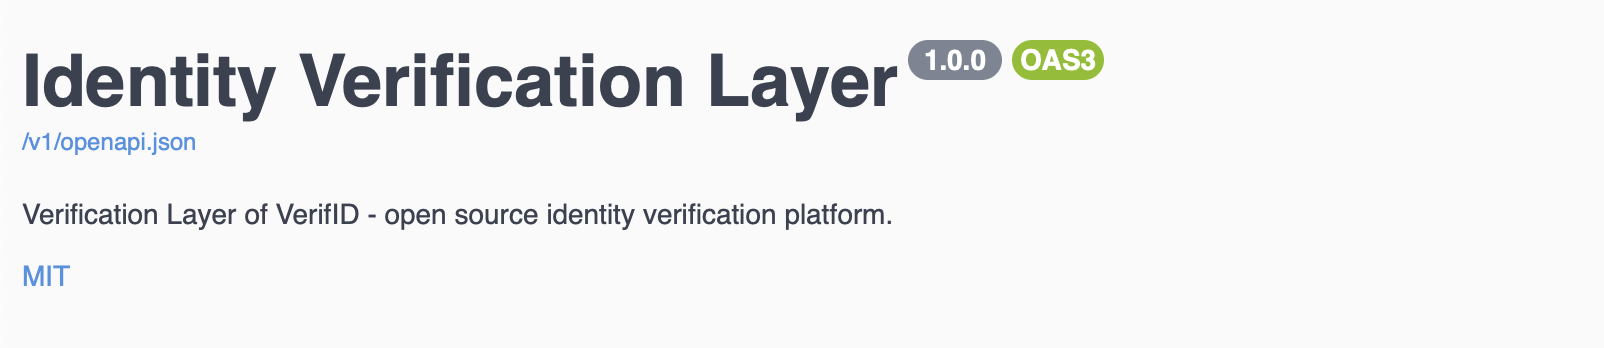 Identity Verification Layer 1.0.0 OAS3
/v1/openapi.json
Verification Layer of VerifID - open source identity verification platform.
MIT